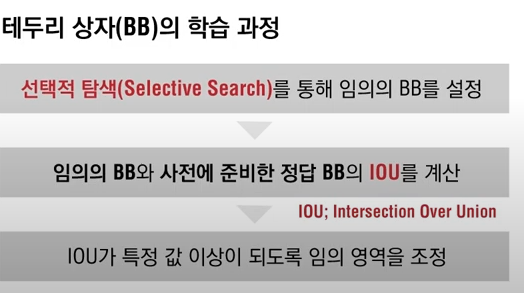 테두리 상자(BB)의 학습 과정
선택적 탐색(Selective Search)를 통해 임의의 BB를 설정
임의의 BB와 사전에 준비한 정답 BB의 IOU를 계산
IOU; Intersection Over Union
IOU가 특정 값 이상이 되도록 임의 영역을 조정